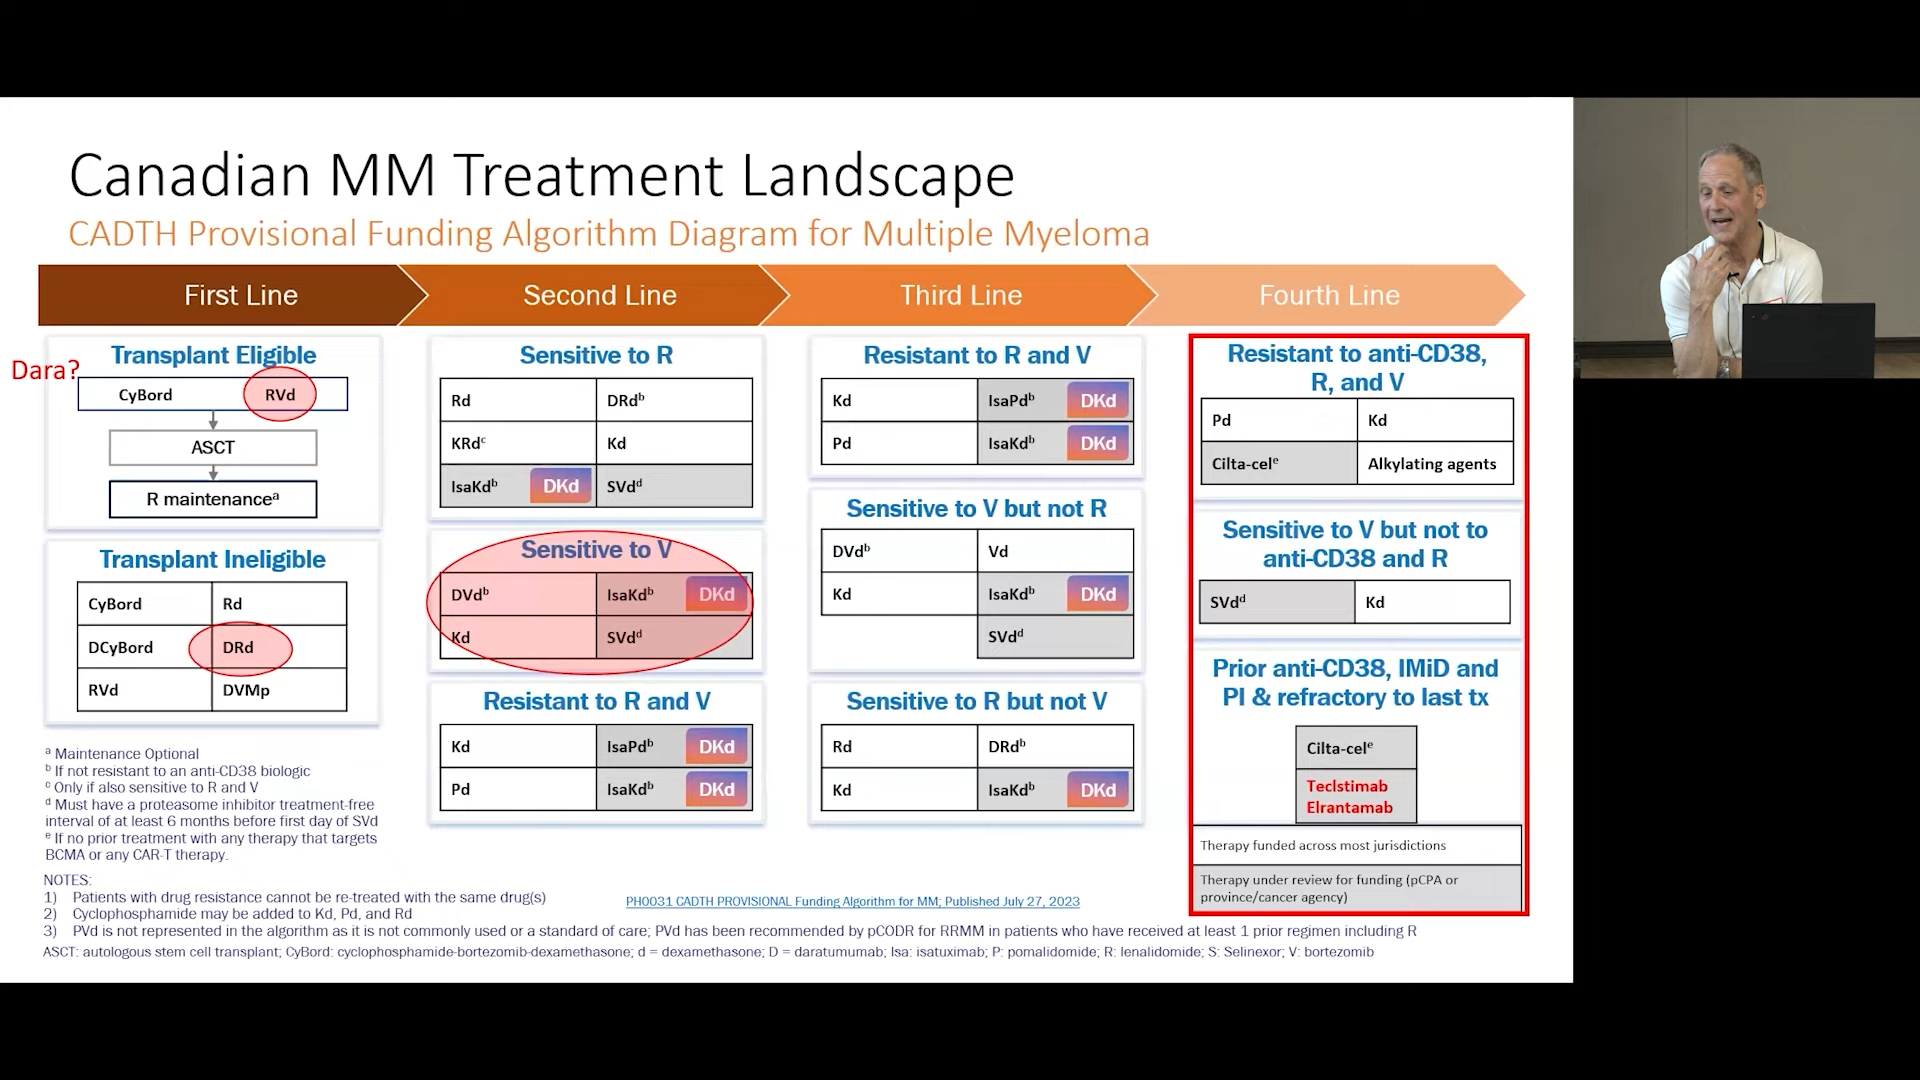 Canadian MM Treatment Landscape
CADTH Provisional Funding Algorithm Diagram for Multiple Myeloma
First Line
Second Line
Third Line
Fourth Line
Dara?
Transplant Eligible
CyBord RVd
ASCT
R maintenanceᵃ
Transplant Ineligible
CyBord Rd
DCyBord DRd
RVd DVMp
ᵃ Maintenance Optional
ᵇ If not resistant to an anti-CD38 biologic
ᶜ Only if also sensitive to R and V
ᵈ Must have a proteasome inhibitor treatment-free
interval of at least 6 months before first day of SVd
ᵉ If no prior treatment with any therapy that targets
BCMA or any CAR-T therapy.
Sensitive to R
Rd DRdᵇ
KRdᶜ Kd
IsaKdᵇ DKd SVdᵈ
Sensitive to V
DVdᵇ IsaKdᵇ DKd
Kd SVdᵈ
Resistant to R and V
Kd IsaPdᵇ DKd
Pd IsaKdᵇ DKd
Resistant to R and V
Kd IsaPdᵇ DKd
Pd IsaKdᵇ DKd
Sensitive to V but not R
DVdᵇ Vd
Kd IsaKdᵇ DKd
SVdᵈ
Sensitive to R but not V
Rd DRdᵇ
Kd IsaKdᵇ DKd
Resistant to anti-CD38,
R, and V
Pd Kd
Cilta-celᵉ Alkylating agents
Sensitive to V but not to
anti-CD38 and R
SVdᵈ Kd
Prior anti-CD38, IMiD and
PI & refractory to last tx
Cilta-celᵉ
Teclstimab
Elrantamab
Therapy funded across most jurisdictions
Therapy under review for funding (pCPA or
province/cancer agency)
NOTES:
1) Patients with drug resistance cannot be re-treated with the same drug(s)
2) Cyclophosphamide may be added to Kd, Pd, and Rd
3) PVd is not represented in the algorithm as it is not commonly used or a standard of care; PVd has been recommended by pCODR for RRMM in patients who have received at least 1 prior regimen including R
PH0031 CADTH PROVISIONAL Funding Algorithm for MM; Published July 27, 2023
ASCT: autologous stem cell transplant; CyBord: cyclophosphamide-bortezomib-dexamethasone; d = dexamethasone; D = daratumumab; Isa: isatuximab; P: pomalidomide; R: lenalidomide; S: Selinexor; V: bortezomib